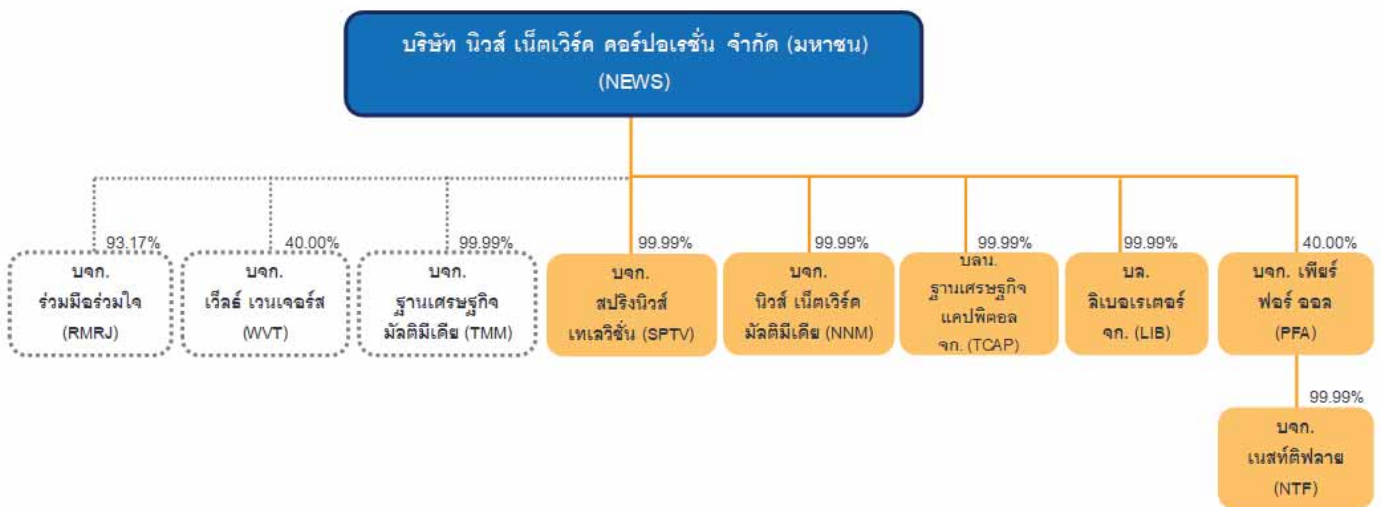 บริษัท นิวส์ เน็ตเวิร์ค คอร์ปอเรชั่น จำกัด (มหาชน)
(NEWS)
93.17%
บจก.
ร่วมมือร่วมใจ
(RMRJ)
40.00%
บจก.
เว็ลธ์ เวนเจอร์ส
(WVT)
99.99%
บจก.
ฐานเศรษฐกิจ
มัลติมีเดีย (TMM)
99.99%
บจก.
สปริงนิวส์
เทเลวิชั่น (SPTV)
99.99%
บจก.
นิวส์ เน็ตเวิร์ค
มัลติมีเดีย (NNM)
99.99%
บลน.
ฐานเศรษฐกิจ
แคปพิตอล
จก. (TCAP)
99.99%
บล.
ลิเบอเรเตอร์
จก. (LIB)
40.00%
บจก. เพียร์
ฟอร์ ออล
(PFA)
99.99%
บจก.
เนสท์ติฟลาย
(NTF)